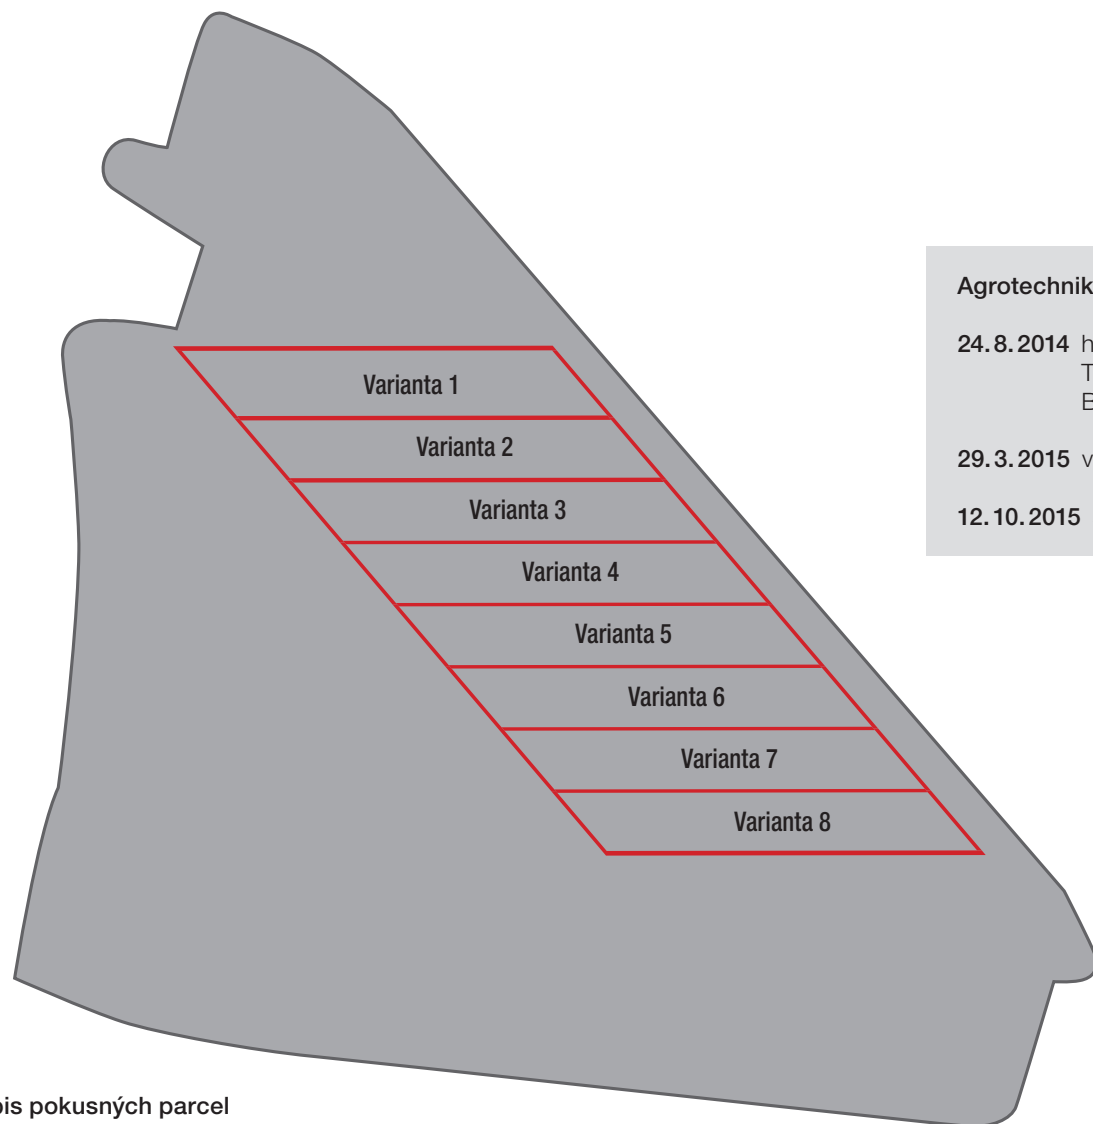 Varianta 1
Varianta 2
Varianta 3
Varianta 4
Varianta 5
Varianta 6
Varianta 7
Varianta 8
Agrotechnik
24. 8. 2014 h
T
B
29. 3. 2015 v
12. 10. 2015
pis pokusných parcel